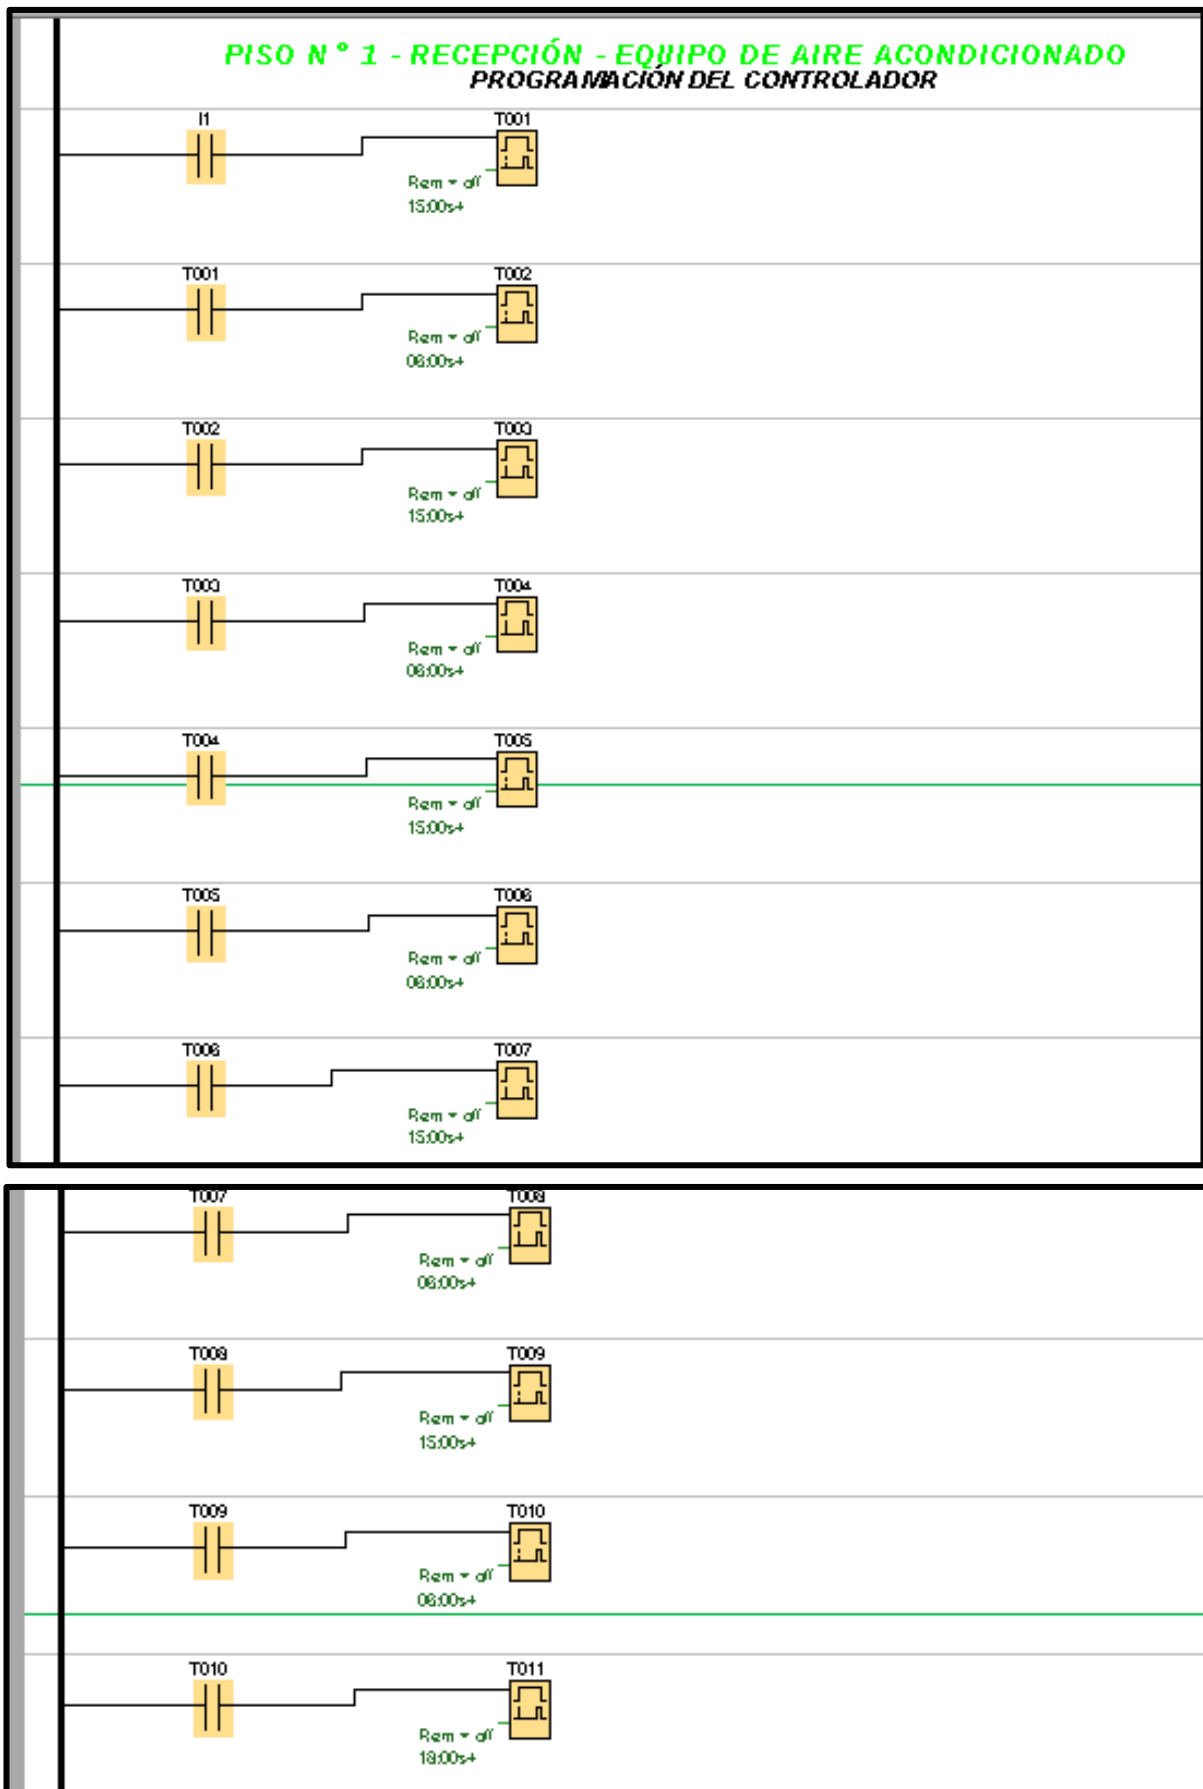 PISO N° 1 - RECEPCIÓN - EQUIPO DE AIRE ACONDICIONADO
PROGRAMACIÓN DEL CONTROLADOR
I1 T001
Rem = off
15:00s+
T001 T002
Rem = off
06:00s+
T002 T003
Rem = off
15:00s+
T003 T004
Rem = off
06:00s+
T004 T005
Rem = off
15:00s+
T005 T006
Rem = off
06:00s+
T006 T007
Rem = off
15:00s+
T007 T008
Rem = off
06:00s+
T008 T009
Rem = off
15:00s+
T009 T010
Rem = off
06:00s+
T010 T011
Rem = off
18:00s+